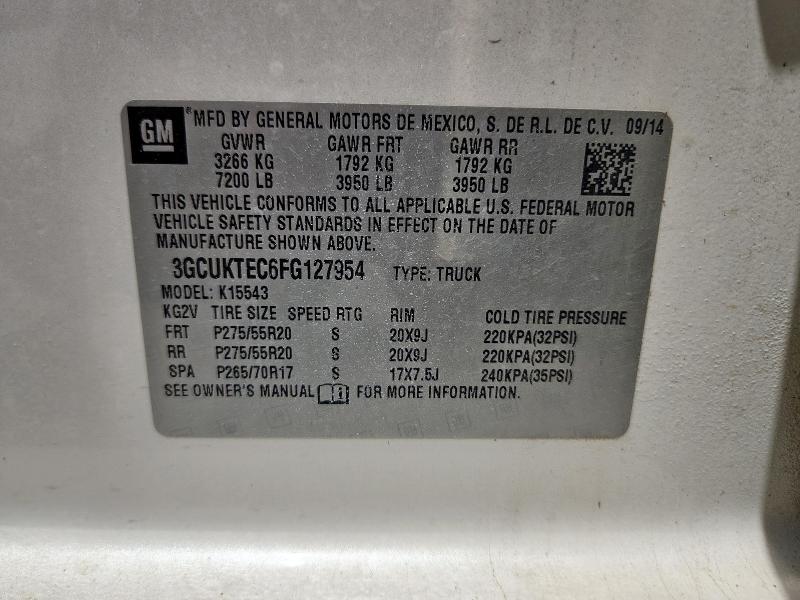 GM ® MFD BY GENERAL MOTORS DE MEXICO, S. DE R.L. DE C.V. 09/14
GVWR GAWR FRT GAWR RR
3266 KG 1792 KG 1792 KG
7200 LB 3950 LB 3950 LB
THIS VEHICLE CONFORMS TO ALL APPLICABLE U.S. FEDERAL MOTOR
VEHICLE SAFETY STANDARDS IN EFFECT ON THE DATE OF
MANUFACTURE SHOWN ABOVE.
3GCUKTEC6FG127954 TYPE: TRUCK
MODEL: K15543
KG2V TIRE SIZE SPEED RTG RIM COLD TIRE PRESSURE
FRT P275/55R20 S 20X9J 220KPA(32PSI)
RR P275/55R20 S 20X9J 220KPA(32PSI)
SPA P265/70R17 S 17X7.5J 240KPA(35PSI)
SEE OWNER'S MANUAL FOR MORE INFORMATION.